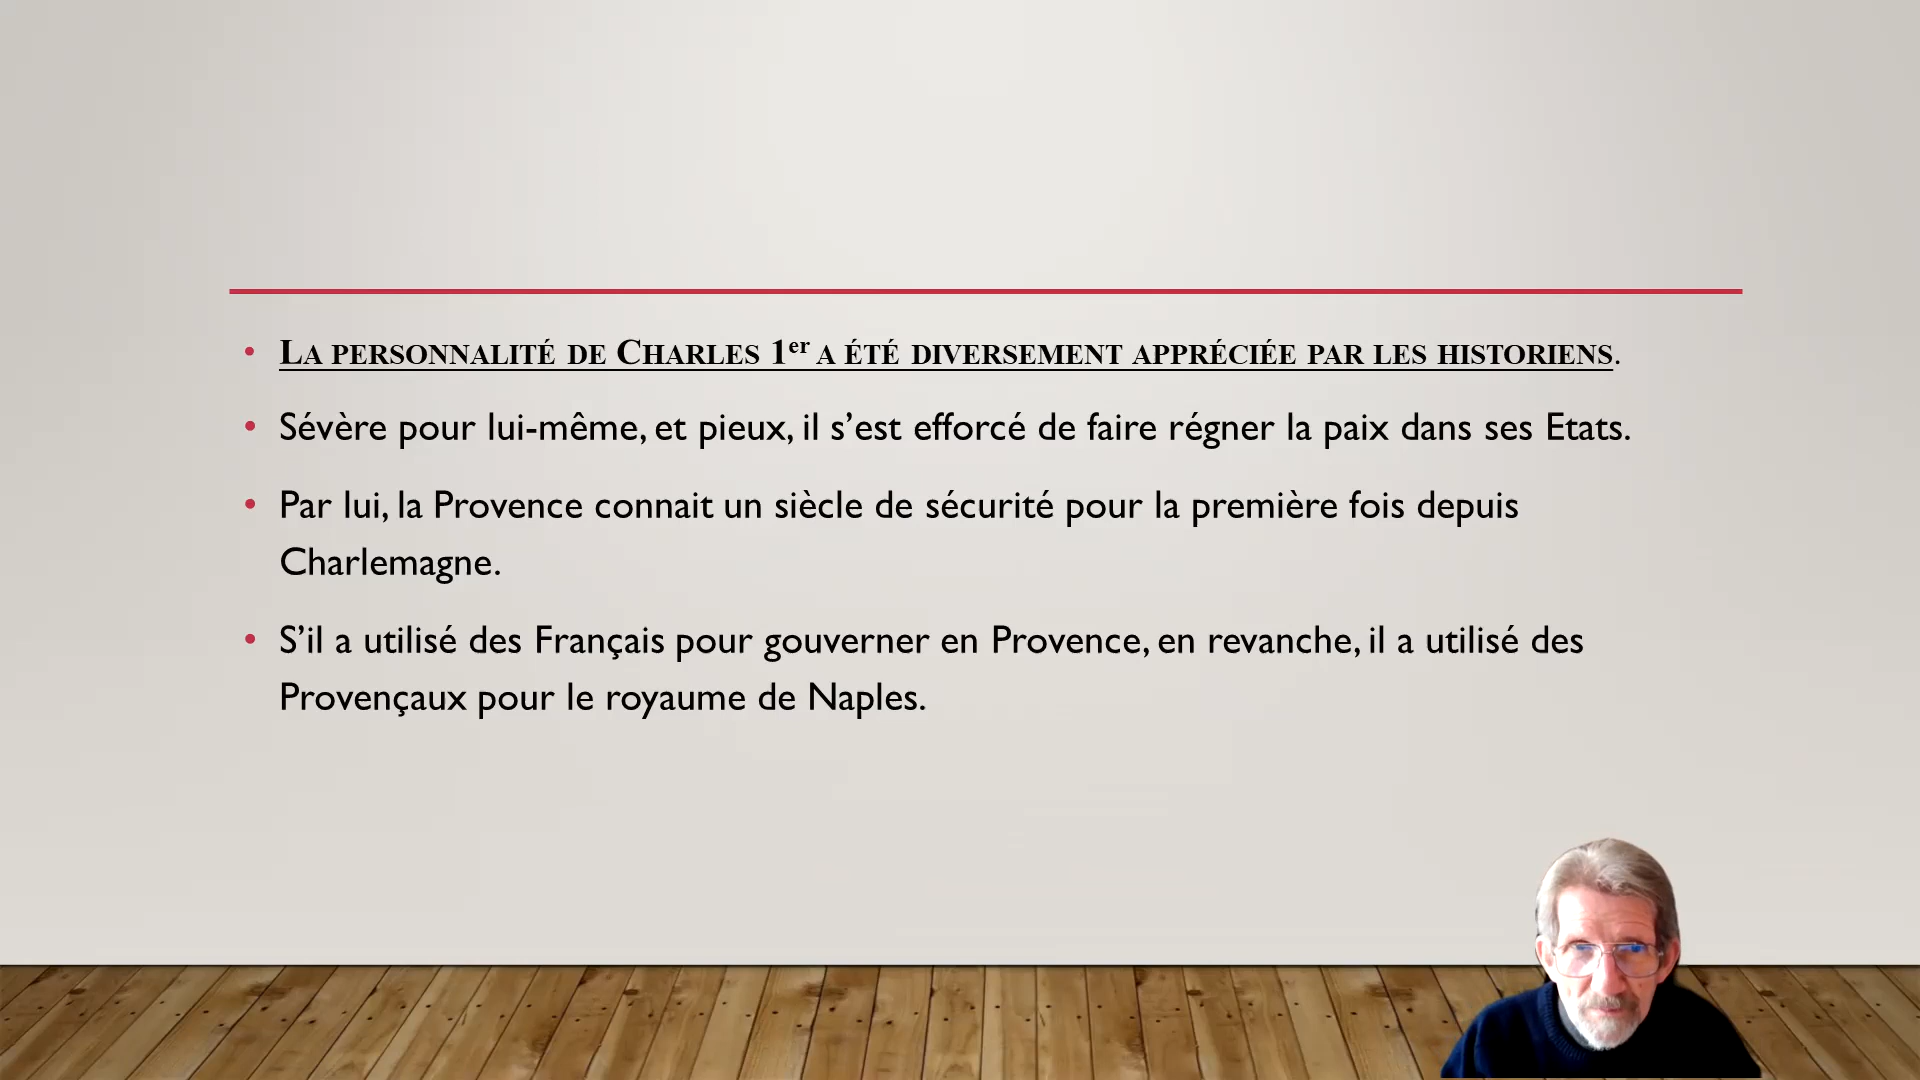 • La personnalité de Charles 1er a été diversement appréciée par les historiens.
• Sévère pour lui-même, et pieux, il s’est efforcé de faire régner la paix dans ses Etats.
• Par lui, la Provence connait un siècle de sécurité pour la première fois depuis
Charlemagne.
• S’il a utilisé des Français pour gouverner en Provence, en revanche, il a utilisé des
Provençaux pour le royaume de Naples.